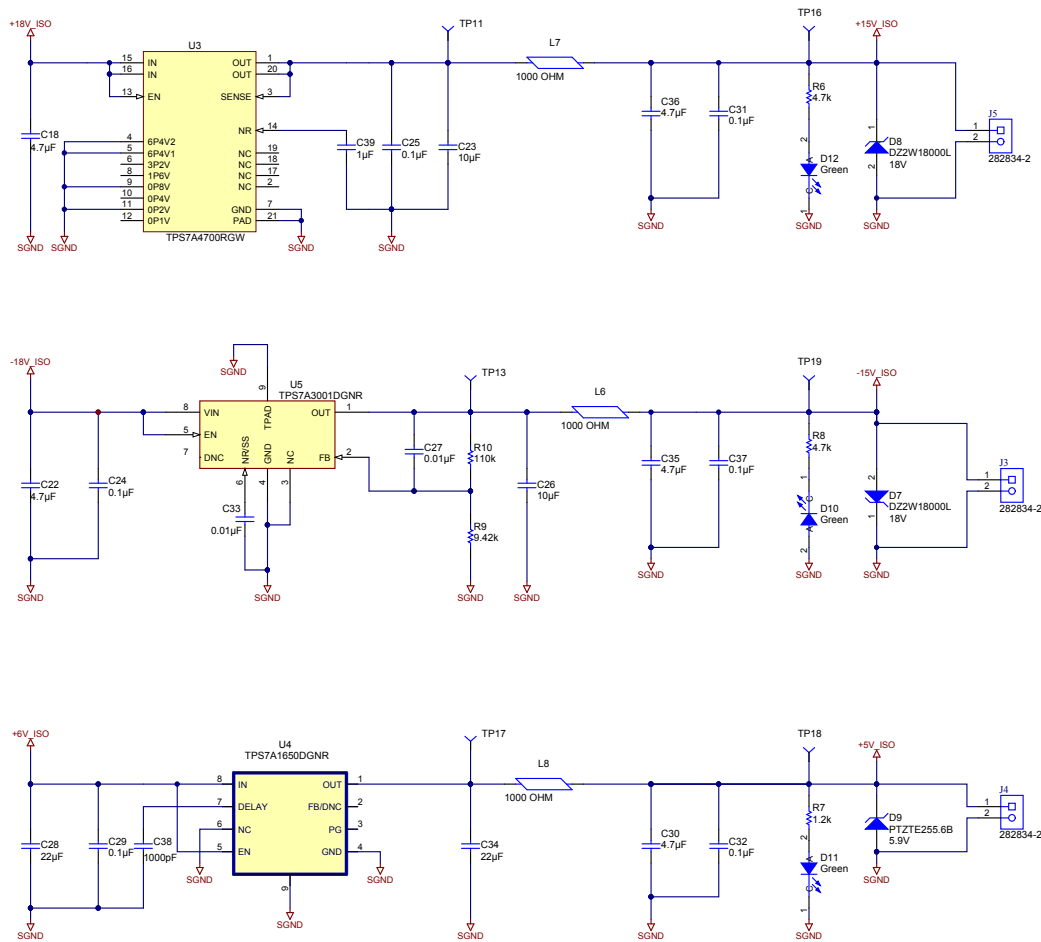 TP11
TP16
+18V_ISO
+15V_ISO
U3
L7
15 IN OUT 1
16 IN OUT 20
1000 OHM
R6
4.7k
13 EN SENSE 3
J5
1
2
282834-2
C36
4.7µF
C31
0.1µF
C18
4.7µF
NR 14
4 6P4V2
5 6P4V1 NC 19
6 3P2V NC 18
8 1P6V NC 17
9 0P8V NC 2
10 0P4V
11 0P2V GND 7
12 0P1V PAD 21
TPS7A4700RGW
C39
1µF
C25
0.1µF
C23
10µF
2
A
D12
Green
C
1
1
D8
DZ2W18000L
18V
2
SGND
SGND
SGND
SGND
SGND
SGND
SGND
-18V_ISO
SGND
TP13
TP19
-15V_ISO
U5
TPS7A3001DGNR
9
TPAD
L6
1000 OHM
8 VIN OUT 1
5 EN
7 DNC FB 2
NR/SS
GND
NC
6
4
3
C27
0.01µF
R10
110k
R8
4.7k
C22
4.7µF
C24
0.1µF
C33
0.01µF
R9
9.42k
C26
10µF
C35
4.7µF
C37
0.1µF
1
C
D10
Green
A
2
2
D7
DZ2W18000L
18V
1
J3
1
2
282834-2
SGND
SGND
SGND
SGND
SGND
SGND
SGND
+6V_ISO
TP17
TP18
+5V_ISO
U4
TPS7A1650DGNR
L8
1000 OHM
8 IN OUT 1
7 DELAY FB/DNC 2
6 NC PG 3
5 EN GND 4
9
C28
22µF
C29
0.1µF
C38
1000pF
C34
22µF
C30
4.7µF
C32
0.1µF
R7
1.2k
2
A
D11
Green
C
1
D9
PTZTE255.6B
5.9V
J4
1
2
282834-2
SGND
SGND
SGND
SGND
SGND
SGND
SGND
SGND